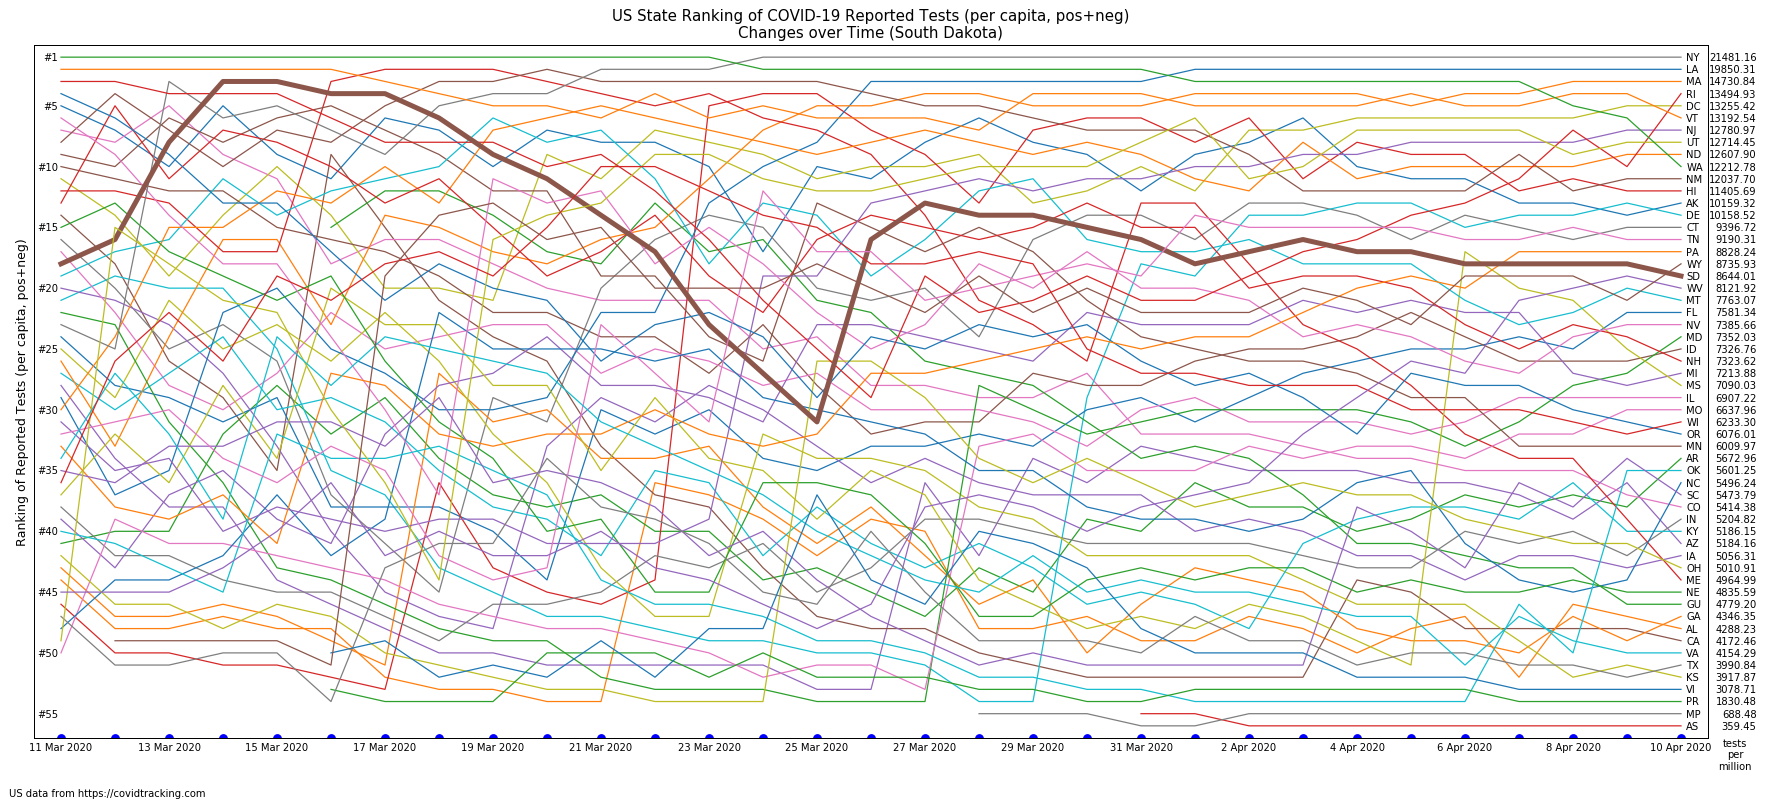 US State Ranking of COVID-19 Reported Tests (per capita, pos+neg)
Changes over Time (South Dakota)
Ranking of Reported Tests (per capita, pos+neg)
#1
#5
#10
#15
#20
#25
#30
#35
#40
#45
#50
#55
NY 21481.16
LA 19850.31
MA 14730.84
RI 13494.93
DC 13255.42
VT 13192.54
NJ 12780.97
UT 12714.45
ND 12607.90
WA 12212.78
NM 12037.70
HI 11405.69
AK 10159.32
DE 10158.52
CT 9396.72
TN 9190.31
PA 8828.24
WY 8735.93
SD 8644.01
WV 8121.92
MT 7763.07
FL 7581.34
NV 7385.66
MD 7352.03
ID 7326.76
NH 7323.62
MI 7213.88
MS 7090.03
IL 6907.22
MO 6637.96
WI 6233.30
OR 6076.01
MN 6009.97
AR 5672.96
OK 5601.25
NC 5496.24
SC 5473.79
CO 5414.38
IN 5204.82
KY 5186.15
AZ 5184.16
IA 5056.31
OH 5010.91
ME 4964.99
NE 4835.59
GU 4779.20
GA 4346.35
AL 4288.23
CA 4172.46
VA 4154.29
TX 3990.84
KS 3917.87
VI 3078.71
PR 1830.48
MP 688.48
AS 359.45
11 Mar 2020 13 Mar 2020 15 Mar 2020 17 Mar 2020 19 Mar 2020 21 Mar 2020 23 Mar 2020 25 Mar 2020 27 Mar 2020 29 Mar 2020 31 Mar 2020 2 Apr 2020 4 Apr 2020 6 Apr 2020 8 Apr 2020 10 Apr 2020
tests
per
million
US data from https://covidtracking.com